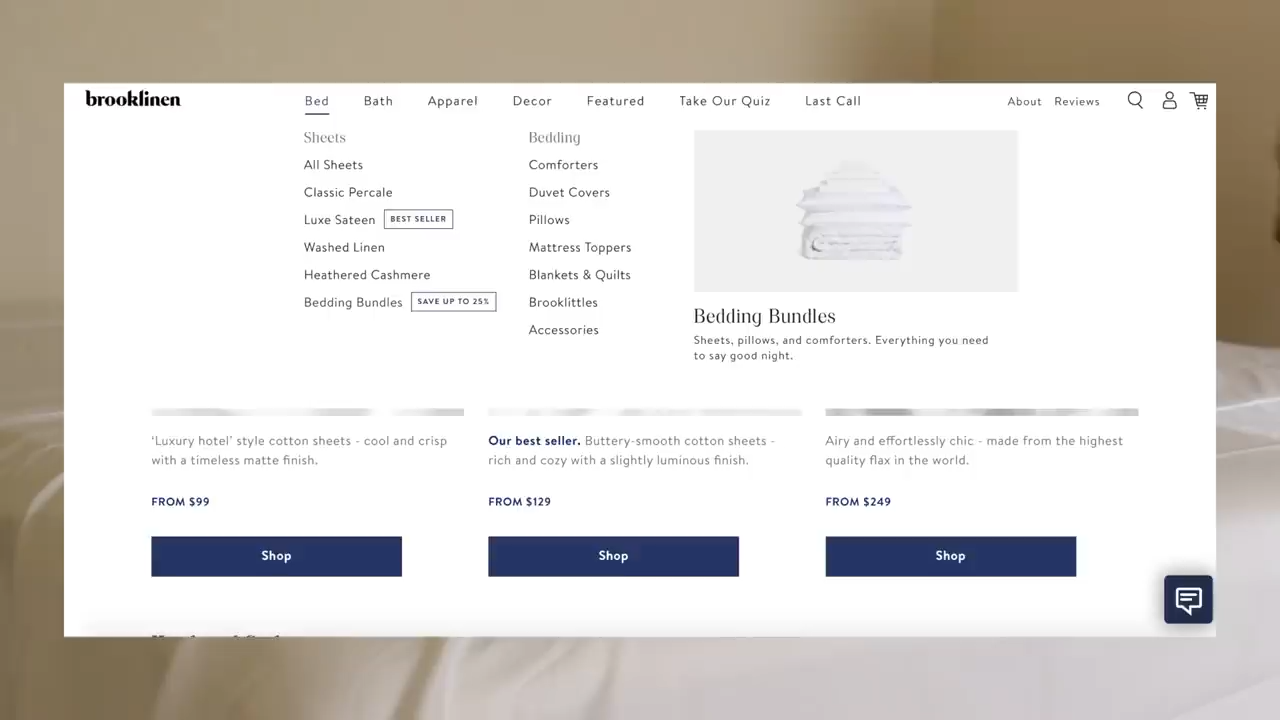 brooklinen
Bed
Bath
Apparel
Decor
Featured
Take Our Quiz
Last Call
About
Reviews
Sheets
All Sheets
Classic Percale
Luxe Sateen BEST SELLER
Washed Linen
Heathered Cashmere
Bedding Bundles SAVE UP TO 25%
Bedding
Comforters
Duvet Covers
Pillows
Mattress Toppers
Blankets & Quilts
Brooklittles
Accessories
Bedding Bundles
Sheets, pillows, and comforters. Everything you need
to say good night.
‘Luxury hotel’ style cotton sheets - cool and crisp
with a timeless matte finish.
FROM $99
Shop
Our best seller. Buttery-smooth cotton sheets -
rich and cozy with a slightly luminous finish.
FROM $129
Shop
Airy and effortlessly chic - made from the highest
quality flax in the world.
FROM $249
Shop